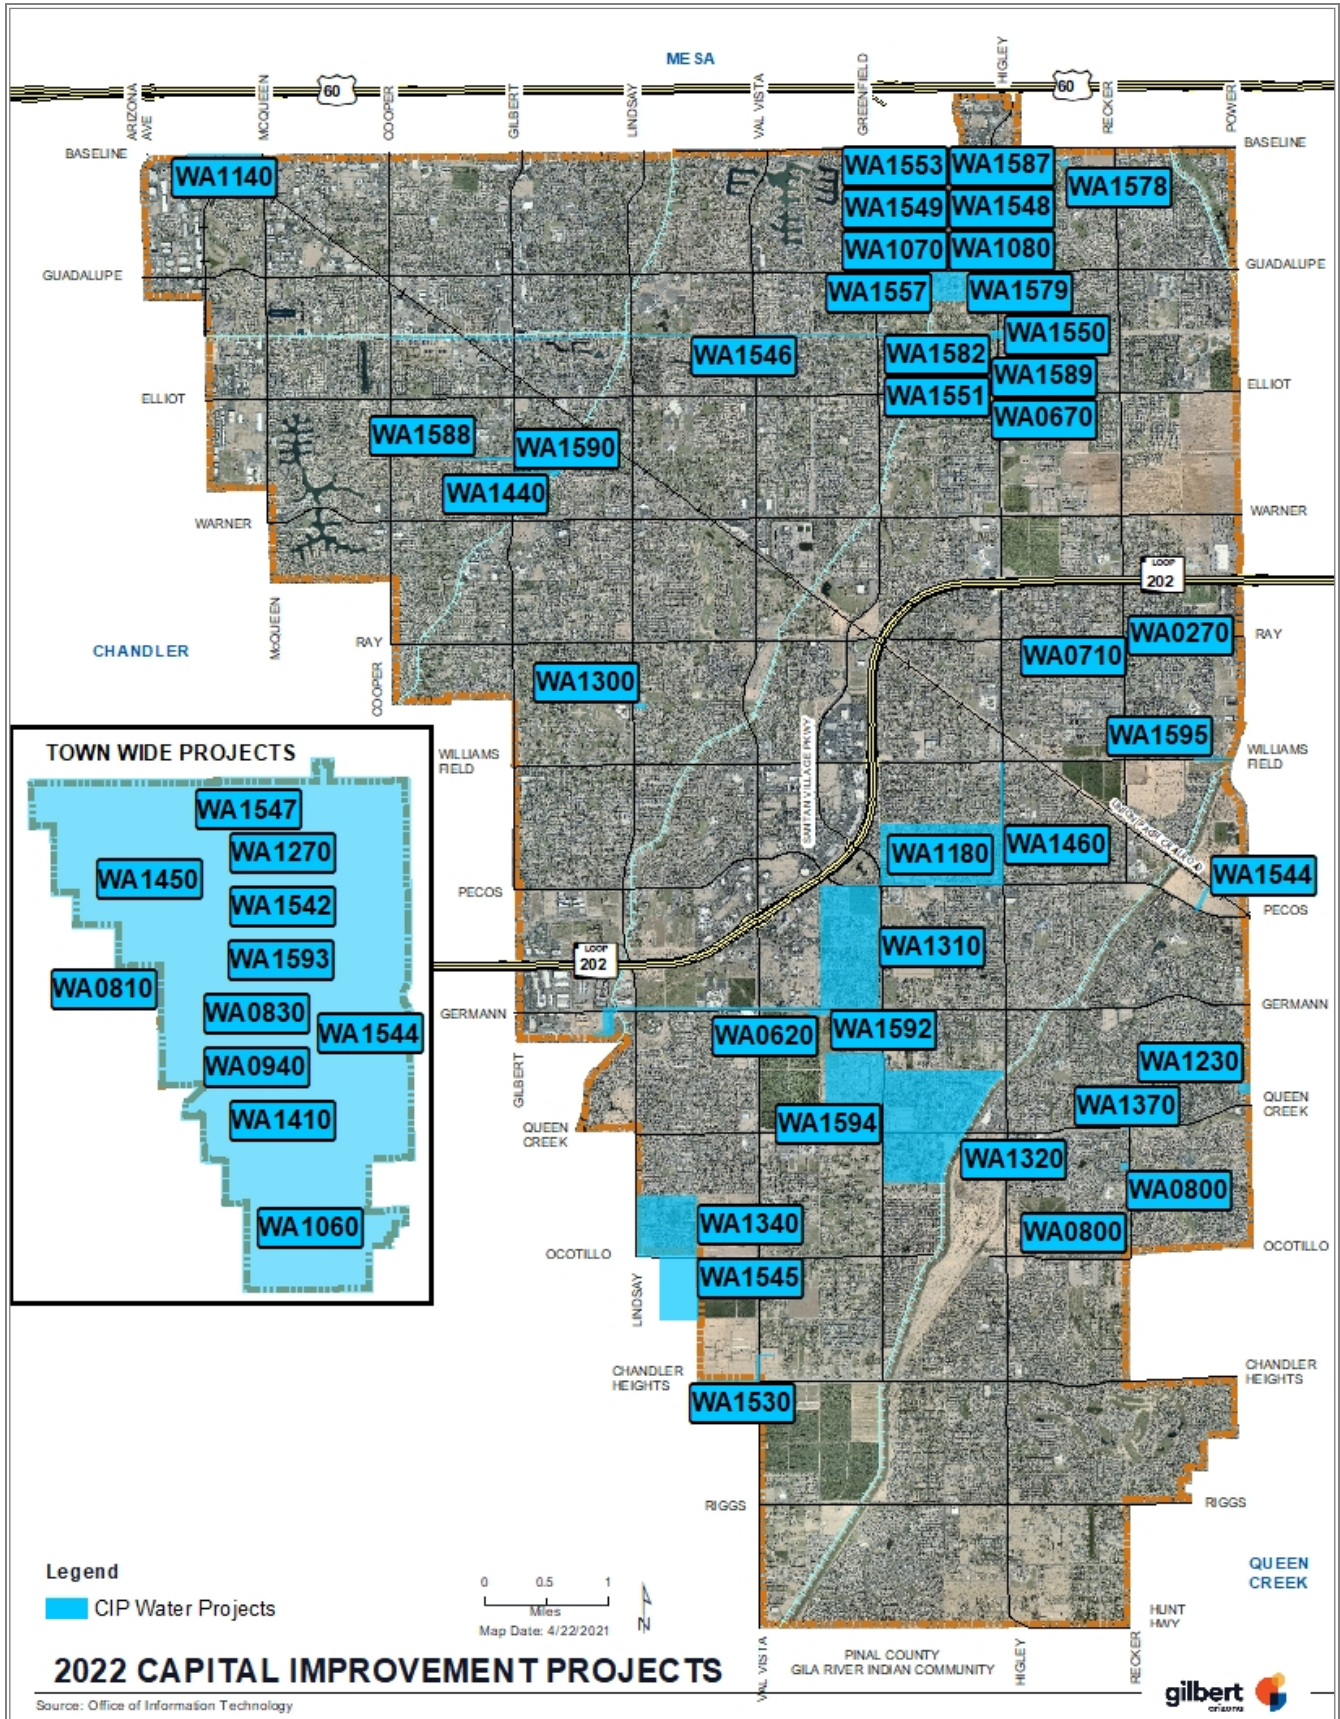 MESA
60
60
ARIZONA
AVE
MCQUEEN
COOPER
GILBERT
LINDSAY
VAL VISTA
GREENFIELD
HIGLEY
RECKER
POWER
BASELINE
BASELINE
WA1140
WA1553
WA1587
WA1578
WA1549
WA1548
WA1070
WA1080
GUADALUPE
GUADALUPE
WA1557
WA1579
WA1550
WA1546
WA1582
WA1589
ELLIOT
ELLIOT
WA1551
WA0670
WA1588
WA1590
WA1440
WARNER
WARNER
LOOP
202
McQUEEN
CHANDLER
RAY
RAY
COOPER
WA0270
WA0710
WA1300
WA1595
SANTAN VILLAGE PKWY
WILLIAMS
FIELD
WILLIAMS
FIELD
TOWN WIDE PROJECTS
WA1547
WA1270
WA1450
WA1542
WA1593
WA0810
WA0830
WA1544
WA0940
WA1410
WA1060
WA1180
WA1460
WA1544
PECOS
PECOS
WA1310
LOOP
202
GERMANN
GERMANN
WA0620
WA1592
WA1230
GILBERT
WA1370
QUEEN
CREEK
QUEEN
CREEK
WA1594
WA1320
WA0800
WA1340
WA0800
OCOTILLO
OCOTILLO
WA1545
LINDSAY
CHANDLER
HEIGHTS
CHANDLER
HEIGHTS
WA1530
RIGGS
RIGGS
QUEEN
CREEK
Legend
CIP Water Projects
0 0.5 1
Miles
Map Date: 4/22/2021
N
HUNT
HWY
VAL VISTA
PINAL COUNTY
GILA RIVER INDIAN COMMUNITY
HIGLEY
RECKER
2022 CAPITAL IMPROVEMENT PROJECTS
Source: Office of Information Technology
gilbert
arizona